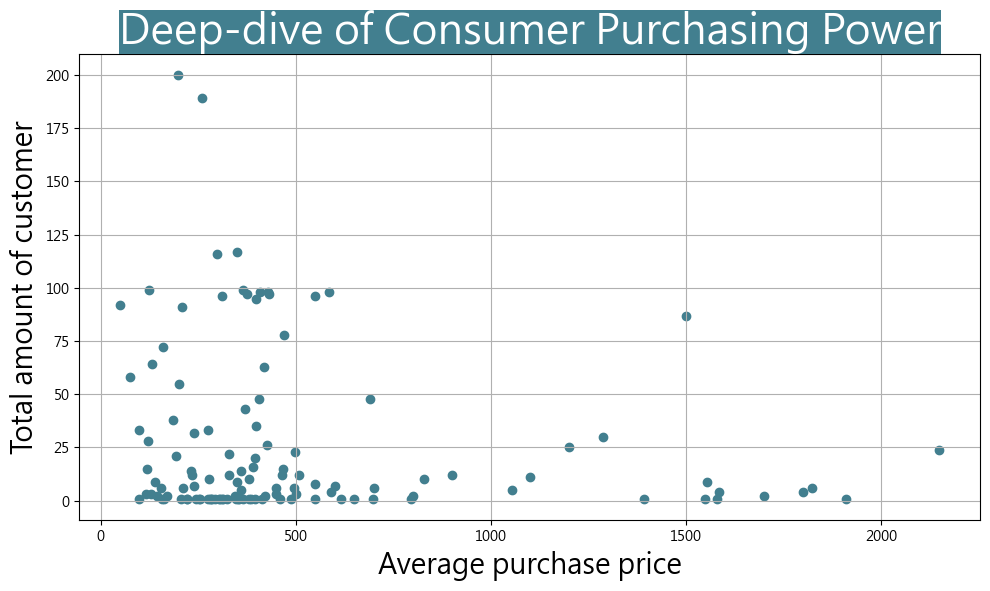 Deep-dive of Consumer Purchasing Power
200
175
150
125
100
75
50
25
0
Total amount of customer
0 500 1000 1500 2000
Average purchase price